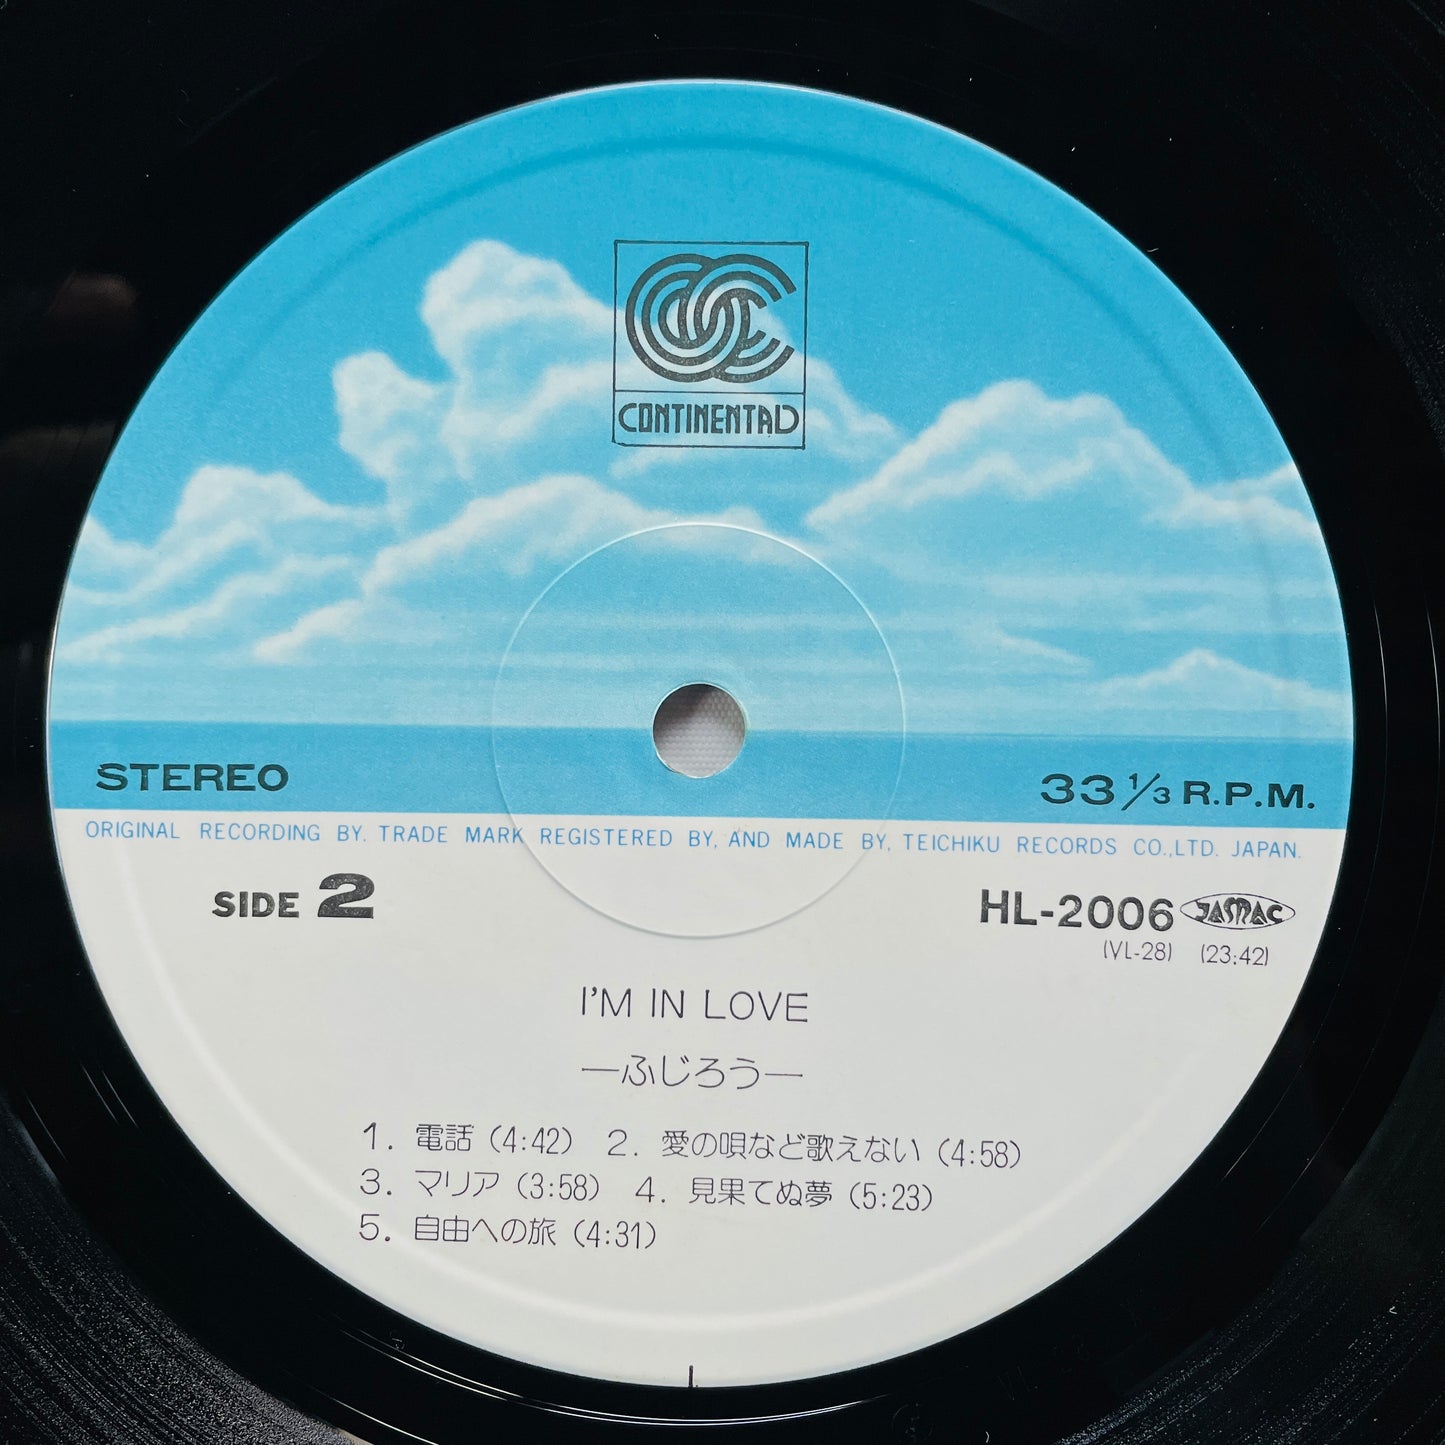 CONTINENTAL
STEREO
33 1/3 R.P.M.
ORIGINAL RECORDING BY. TRADE MARK REGISTERED BY, AND MADE BY, TEICHIKU RECORDS CO.,LTD. JAPAN.
SIDE 2
HL-2006 JASRAC
(VL-28) (23:42)
I'M IN LOVE
—ふじろう—
1. 電話 (4:42) 2. 愛の唄など歌えない (4:58)
3. マリア (3:58) 4. 見果てぬ夢 (5:23)
5. 自由への旅 (4:31)